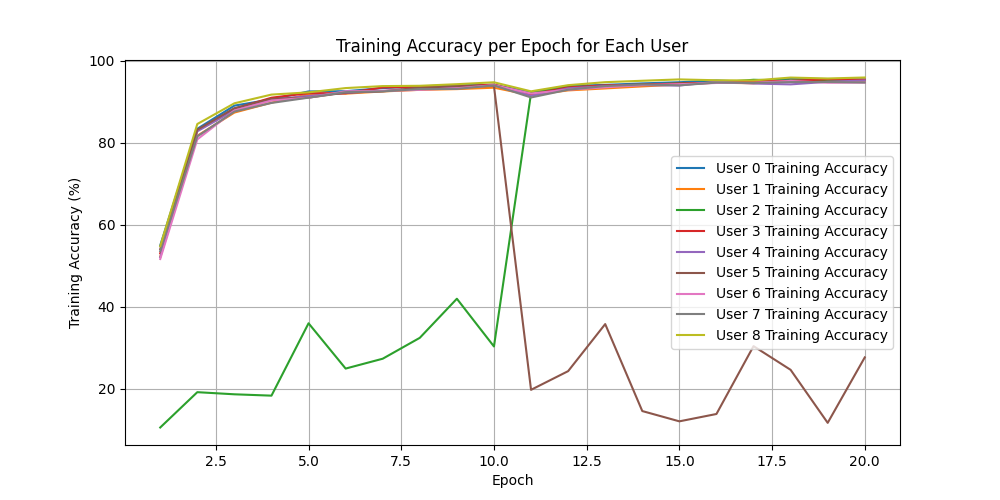 Training Accuracy per Epoch for Each User
Training Accuracy (%)
100
80
60
40
20
User 0 Training Accuracy
User 1 Training Accuracy
User 2 Training Accuracy
User 3 Training Accuracy
User 4 Training Accuracy
User 5 Training Accuracy
User 6 Training Accuracy
User 7 Training Accuracy
User 8 Training Accuracy
2.5 5.0 7.5 10.0 12.5 15.0 17.5 20.0
Epoch